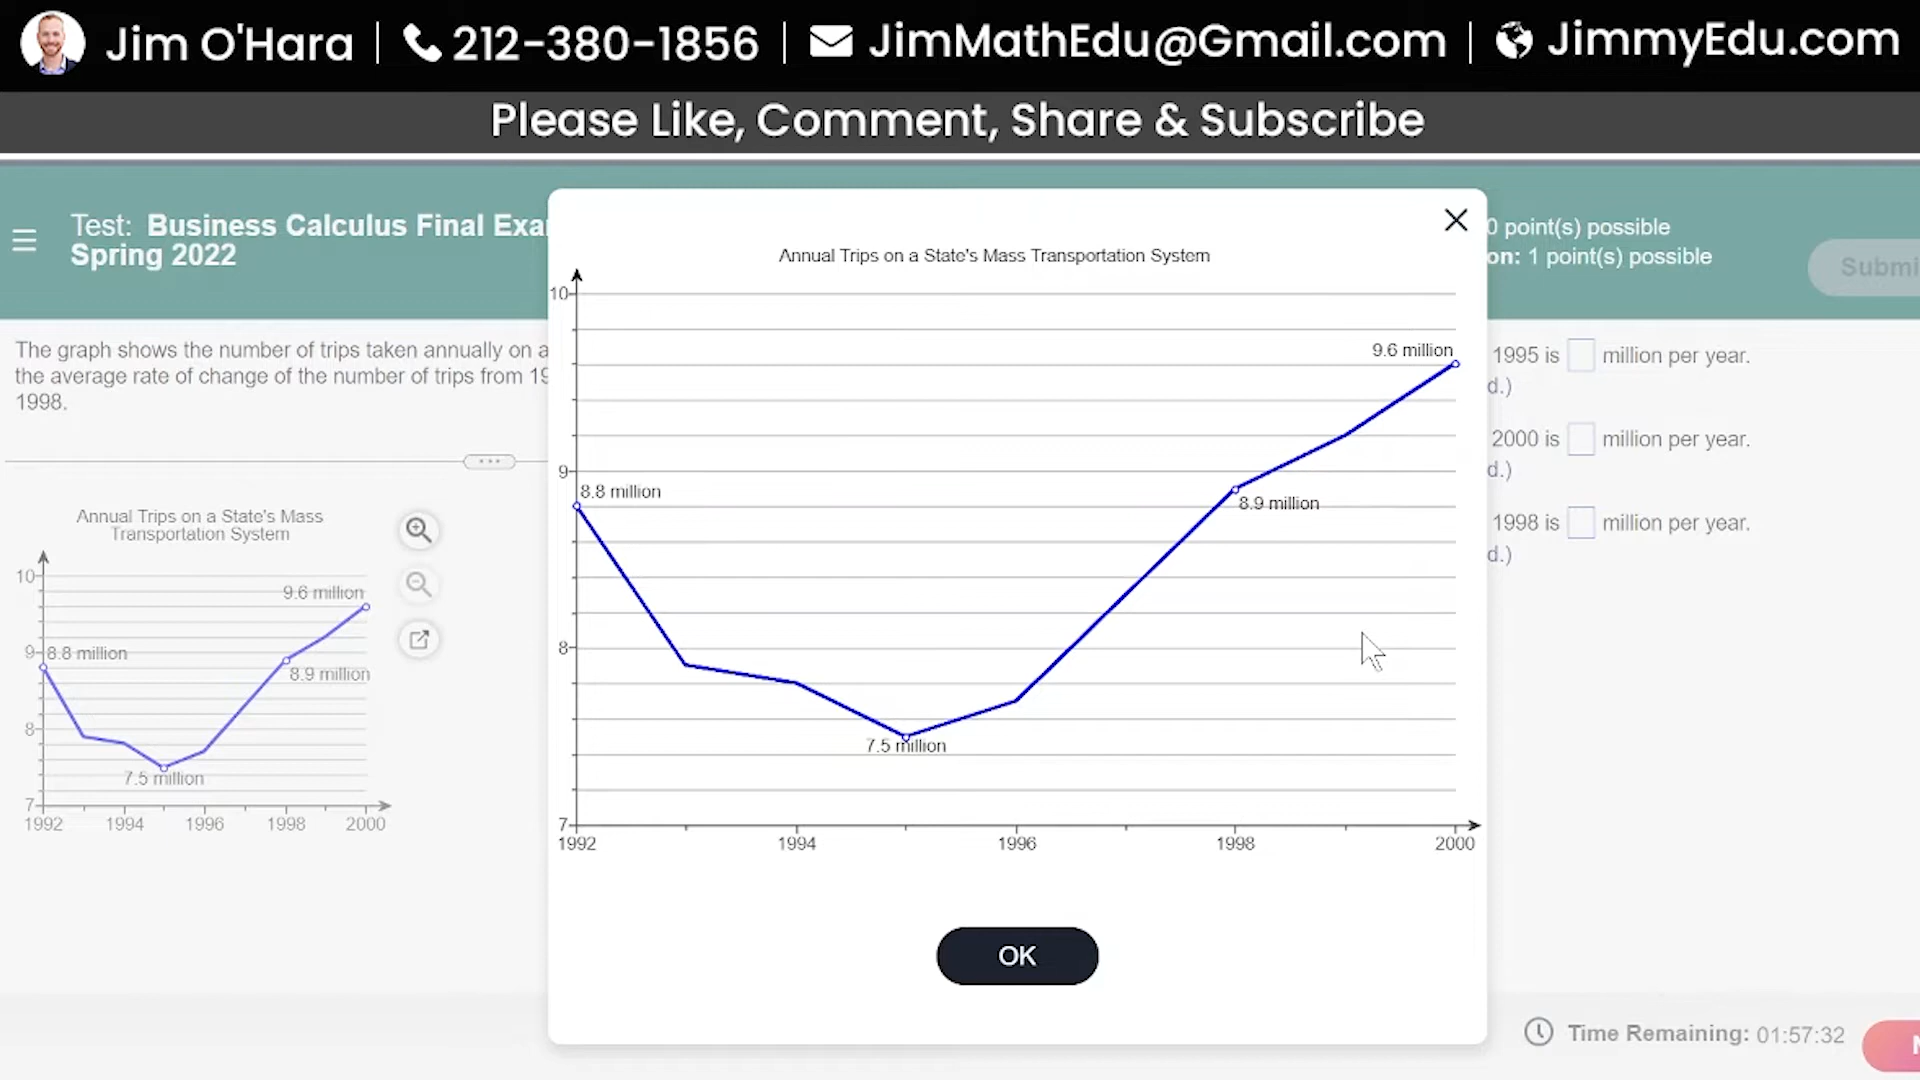 Jim O'Hara | 212-380-1856 | JimMathEdu@Gmail.com | JimmyEdu.com
Please Like, Comment, Share & Subscribe
Test: Business Calculus Final Exa
Spring 2022
0 point(s) possible
on: 1 point(s) possible
Submi
The graph shows the number of trips taken annually on a
the average rate of change of the number of trips from 19
1998.
Annual Trips on a State's Mass
Transportation System
10
9
8
7
9.6 million
8.8 million
8.9 million
7.5 million
1992 1994 1996 1998 2000
Annual Trips on a State's Mass Transportation System
10
9
8
7
9.6 million
8.8 million
8.9 million
7.5 million
1992 1994 1996 1998 2000
OK
1995 is million per year.
d.)
2000 is million per year.
d.)
1998 is million per year.
d.)
Time Remaining: 01:57:32